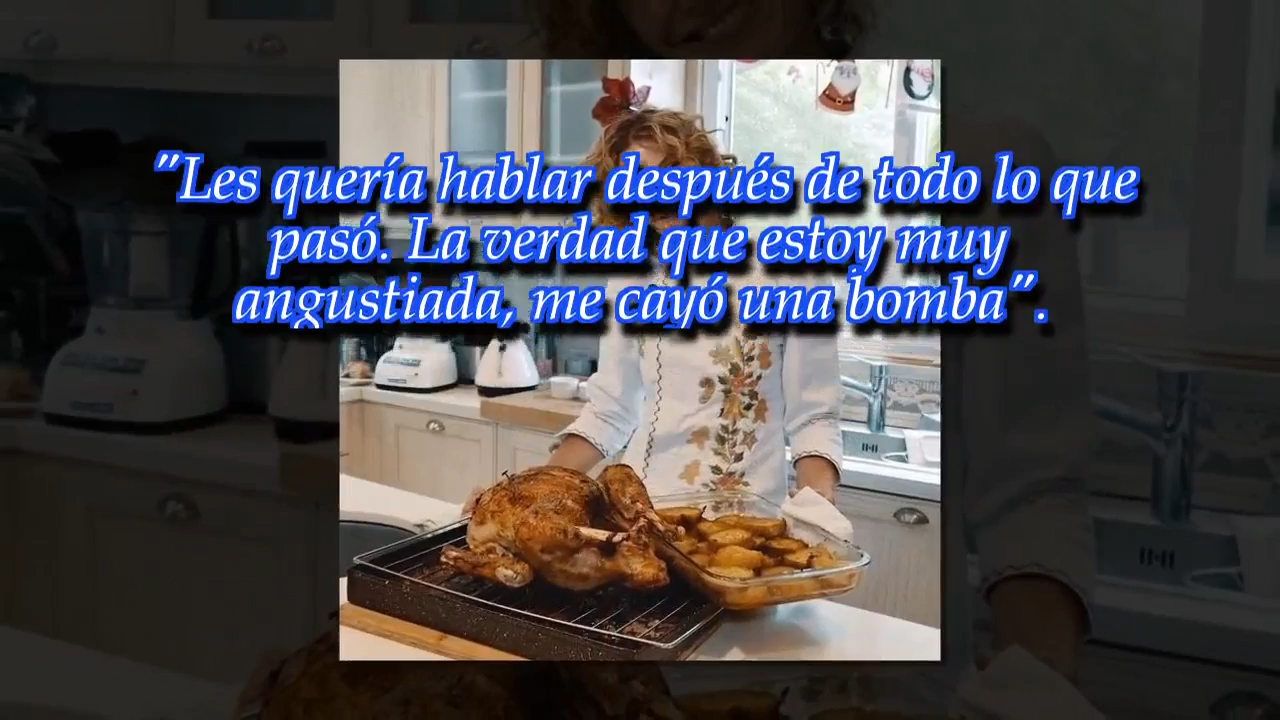 "Les quería hablar después de todo lo que
pasó. La verdad que estoy muy
angustiada, me cayó una bomba".